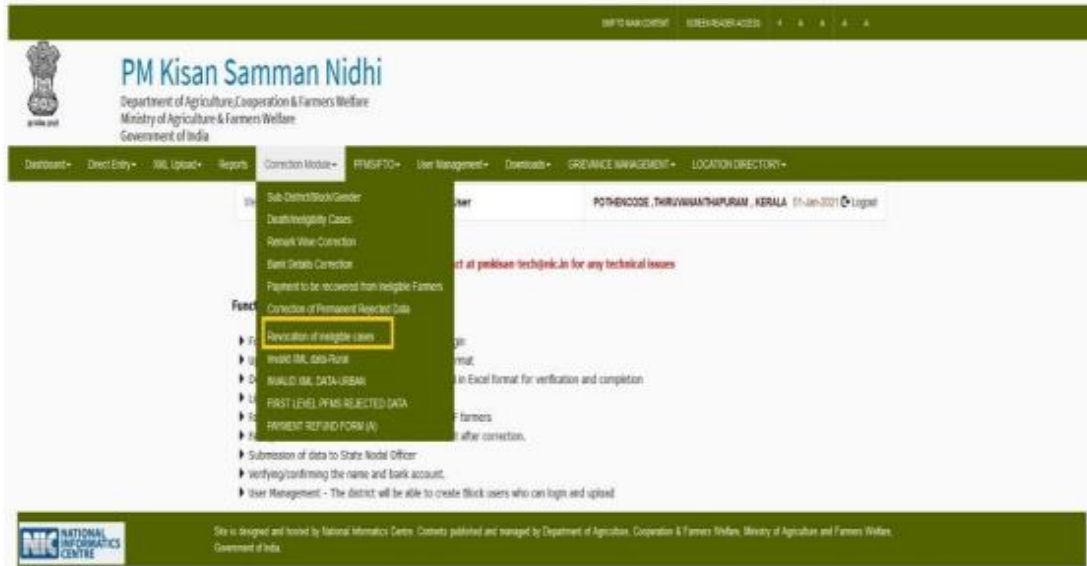 SKIP TO MAIN CONTENT SCREEN READER ACCESS A A A A
PM Kisan Samman Nidhi
Department of Agriculture,Cooperation & Farmers Welfare
Ministry of Agriculture & Farmers Welfare
Government of India
Dashboard Direct Entry XML Upload Reports Correction Module PFMS/FTO User Management Downloads GRIEVANCE MANAGEMENT LOCATION DIRECTORY
User POTHENCODE ,THIRUVANANTHAPURAM , KERALA 01-Jan-2021 Logout
Sub-District/Block/Gender
Death/Ineligibility Cases
Remark Wise Correction
Bank Details Correction
ct at pmkisan-tech@nic.in for any technical issues
Payment to be recovered from Ineligible Farmers
Funct
Correction of Permanent Rejected Data
Revocation of ineligible cases
Invalid XML data-Rural
INVALID XML DATA-URBAN
in Excel format for verification and completion
FIRST LEVEL PFMS REJECTED DATA
farmers
PAYMENT REFUND FORM (A)
t after correction.
Submission of data to State Nodal Officer
Verifying/confirming the name and bank account.
User Management - The district will be able to create Block users who can login and upload
NIC NATIONAL INFORMATICS CENTRE
Site is designed and hosted by National Informatics Centre. Contents published and managed by Department of Agriculture, Cooperation & Farmers Welfare, Ministry of Agriculture and Farmers Welfare,
Government of India.